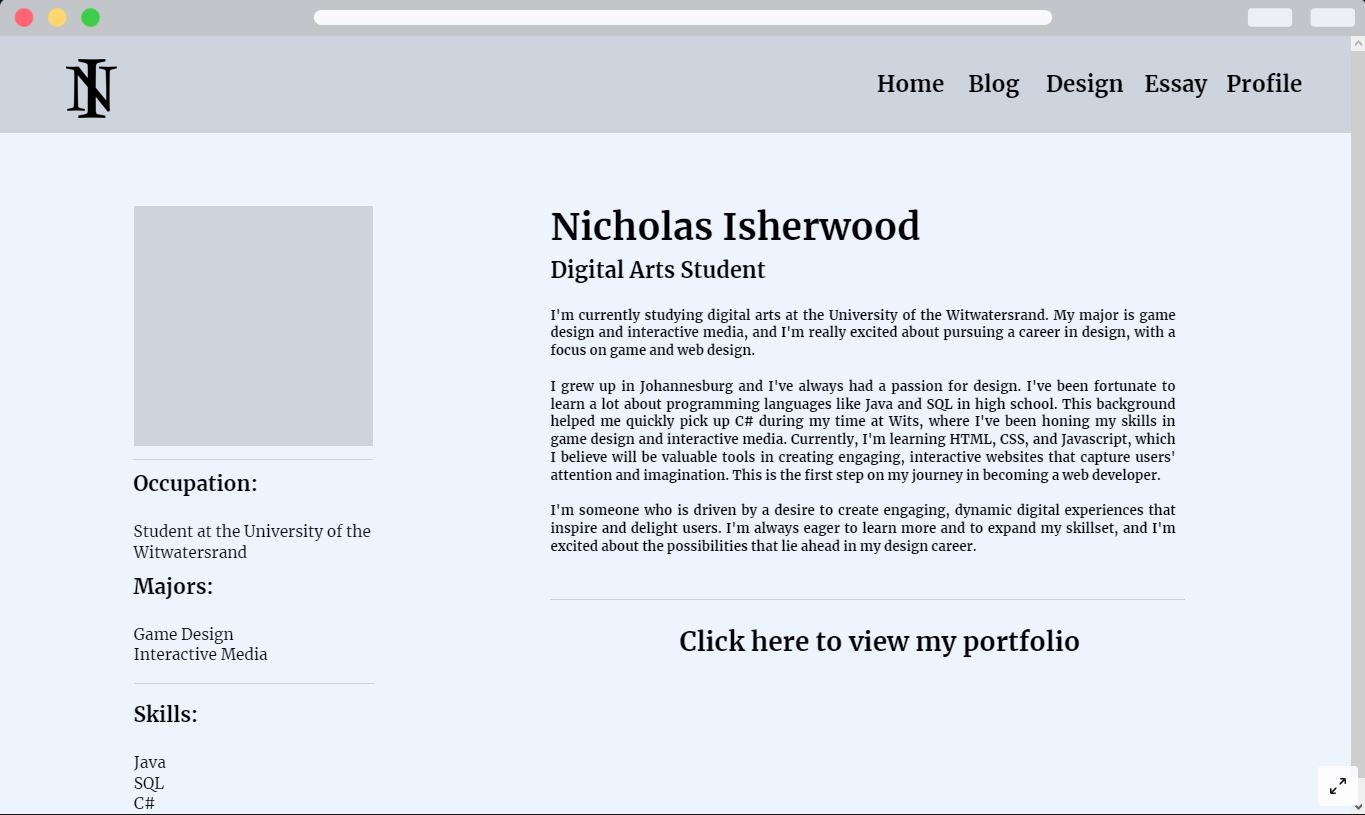 NI
Home Blog Design Essay Profile
Nicholas Isherwood
Digital Arts Student
I'm currently studying digital arts at the University of the Witwatersrand. My major is game
design and interactive media, and I'm really excited about pursuing a career in design, with a
focus on game and web design.
I grew up in Johannesburg and I've always had a passion for design. I've been fortunate to
learn a lot about programming languages like Java and SQL in high school. This background
helped me quickly pick up C# during my time at Wits, where I've been honing my skills in
game design and interactive media. Currently, I'm learning HTML, CSS, and Javascript, which
I believe will be valuable tools in creating engaging, interactive websites that capture users'
attention and imagination. This is the first step on my journey in becoming a web developer.
I'm someone who is driven by a desire to create engaging, dynamic digital experiences that
inspire and delight users. I'm always eager to learn more and to expand my skillset, and I'm
excited about the possibilities that lie ahead in my design career.
Click here to view my portfolio
Occupation:
Student at the University of the
Witwatersrand
Majors:
Game Design
Interactive Media
Skills:
Java
SQL
C#